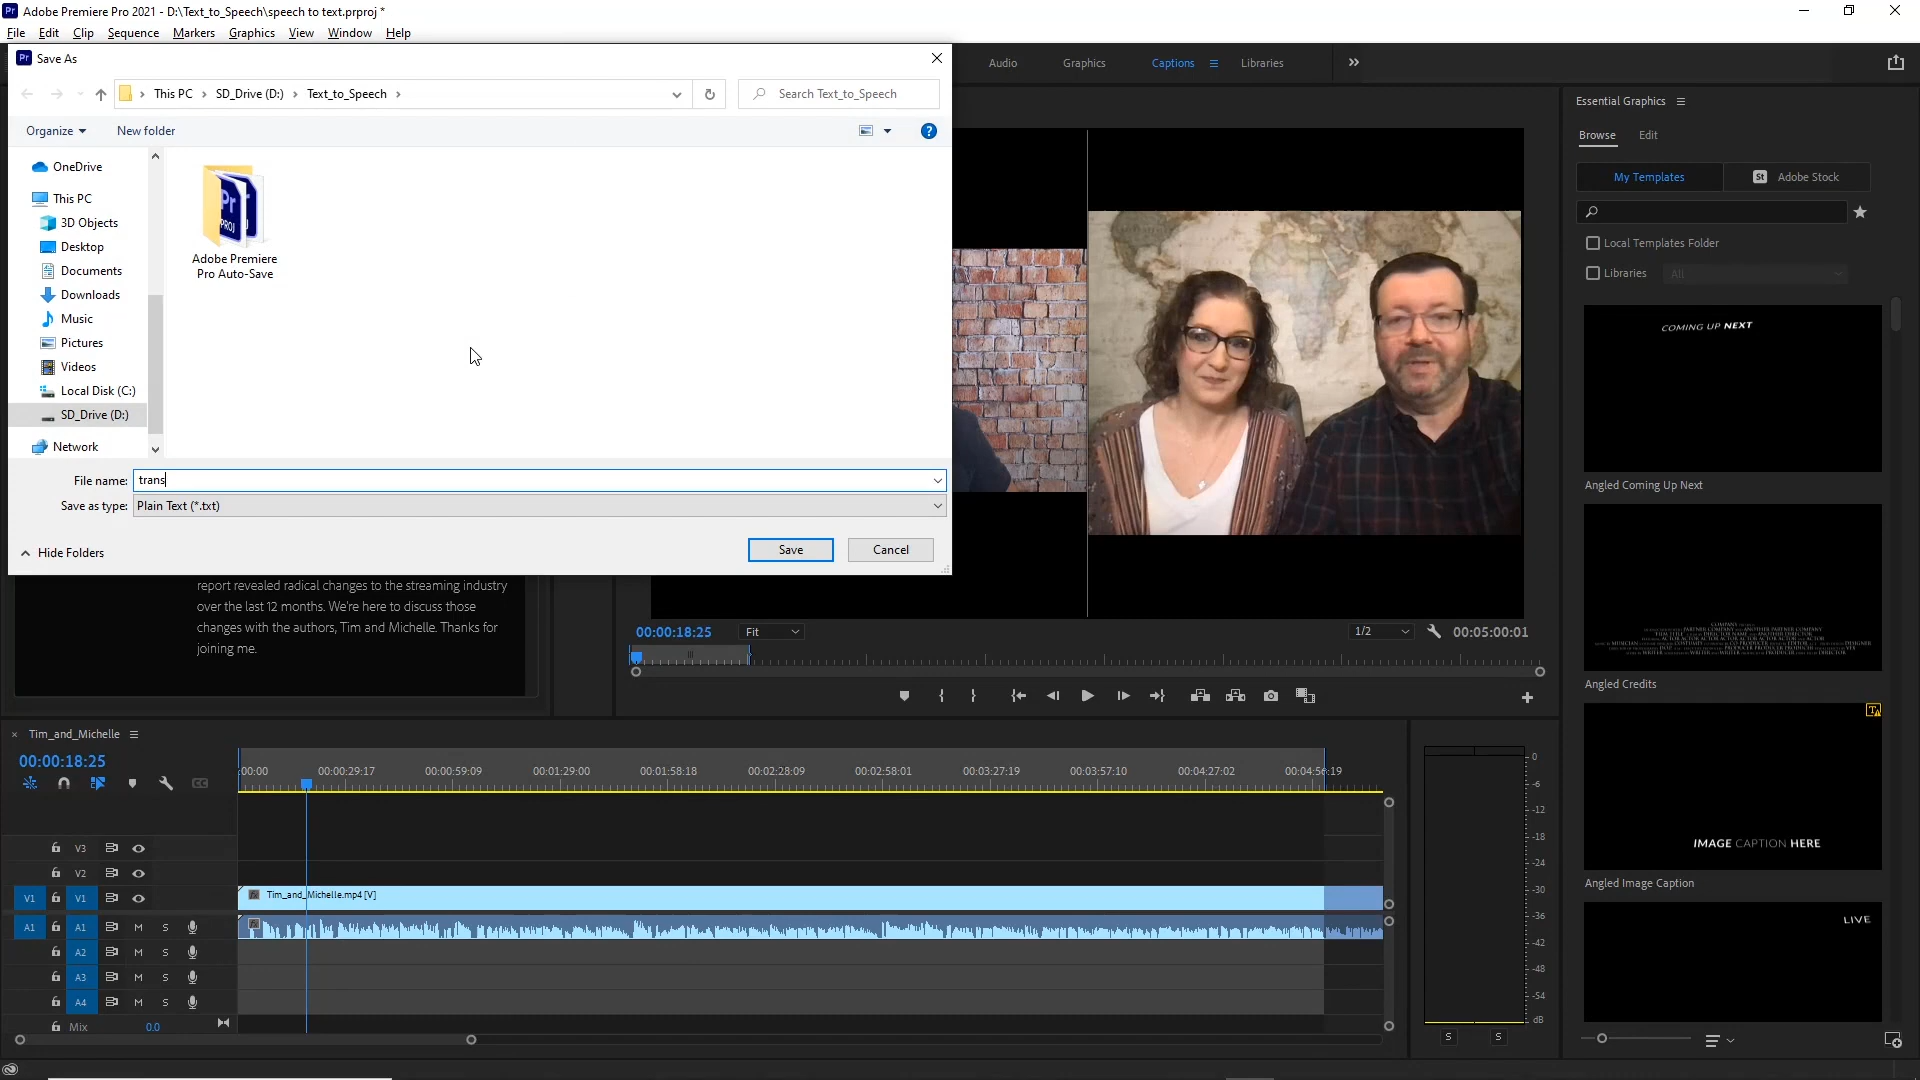 Adobe Premiere Pro 2021 - D:\Text_to_Speech\speech to text.prproj *
File Edit Clip Sequence Markers Graphics View Window Help
Save As
This PC > SD_Drive (D:) > Text_to_Speech >
Search Text_to_Speech
Organize
New folder
OneDrive
This PC
3D Objects
Desktop
Documents
Downloads
Music
Pictures
Videos
Local Disk (C:)
SD_Drive (D:)
Network
Adobe Premiere
Pro Auto-Save
File name: trans
Save as type: Plain Text (*.txt)
Hide Folders
Save
Cancel
Audio Graphics Captions Libraries
report revealed radical changes to the streaming industry
over the last 12 months. We're here to discuss those
changes with the authors, Tim and Michelle. Thanks for
joining me.
00:00:18:25 Fit 1/2 00:05:00:01
Essential Graphics
Browse Edit
My Templates
St Adobe Stock
Local Templates Folder
Libraries All
COMING UP NEXT
Angled Coming Up Next
Angled Credits
IMAGE CAPTION HERE
Angled Image Caption
LIVE
Tim_and_Michelle
00:00:18:25
:00:00 00:00:29:17 00:00:59:09 00:01:29:00 00:01:58:18 00:02:28:09 00:02:58:01 00:03:27:19 00:03:57:10 00:04:27:02 00:04:56:19
V3
V2
V1 V1 Tim_and_Michelle.mp4 [V]
A1 A1 M S
A2 M S
A3 M S
A4 M S
Mix 0.0
0
-6
-12
-18
-24
-30
-36
-42
-48
-54
dB
S S